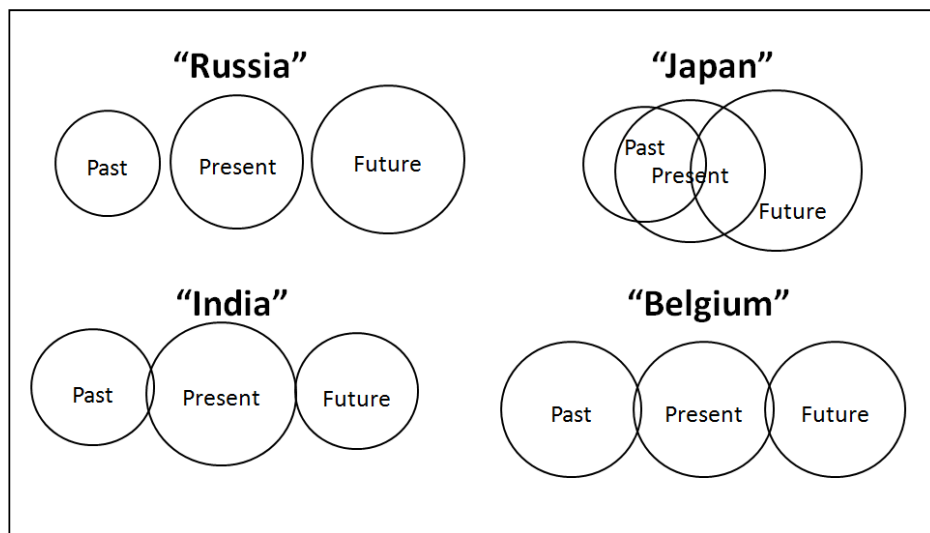 “Russia”
Past
Present
Future
“Japan”
Past
Present
Future
“India”
Past
Present
Future
“Belgium”
Past
Present
Future